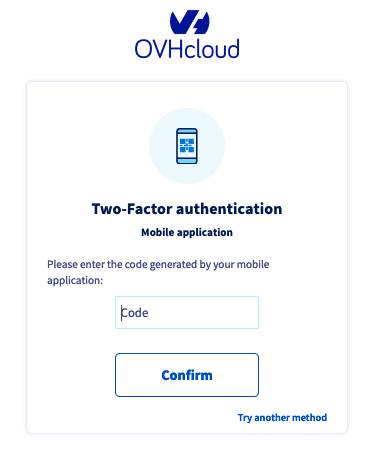 OVHcloud
Two-Factor authentication
Mobile application
Please enter the code generated by your mobile
application:
Code
Confirm
Try another method